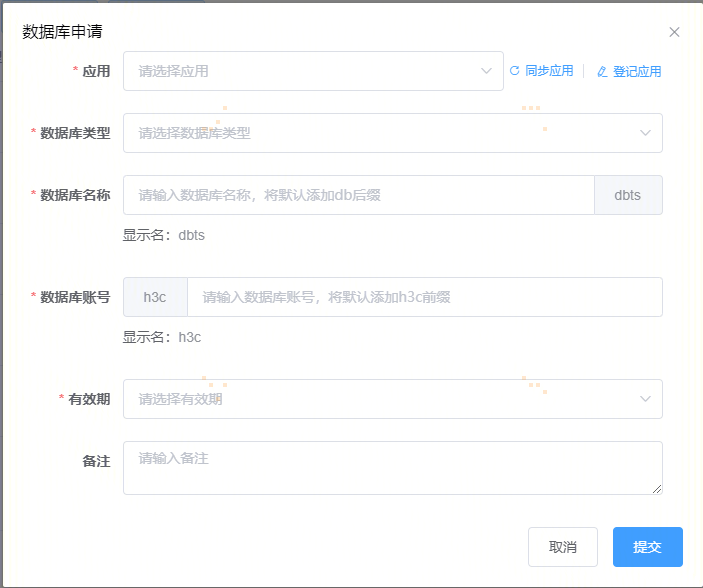 数据库申请
* 应用 请选择应用 同步应用 登记应用
* 数据库类型 请选择数据库类型
* 数据库名称 请输入数据库名称，将默认添加db后缀 dbts
显示名：dbts
* 数据库账号 h3c 请输入数据库账号，将默认添加h3c前缀
显示名：h3c
* 有效期 请选择有效期
备注 请输入备注
取消 提交